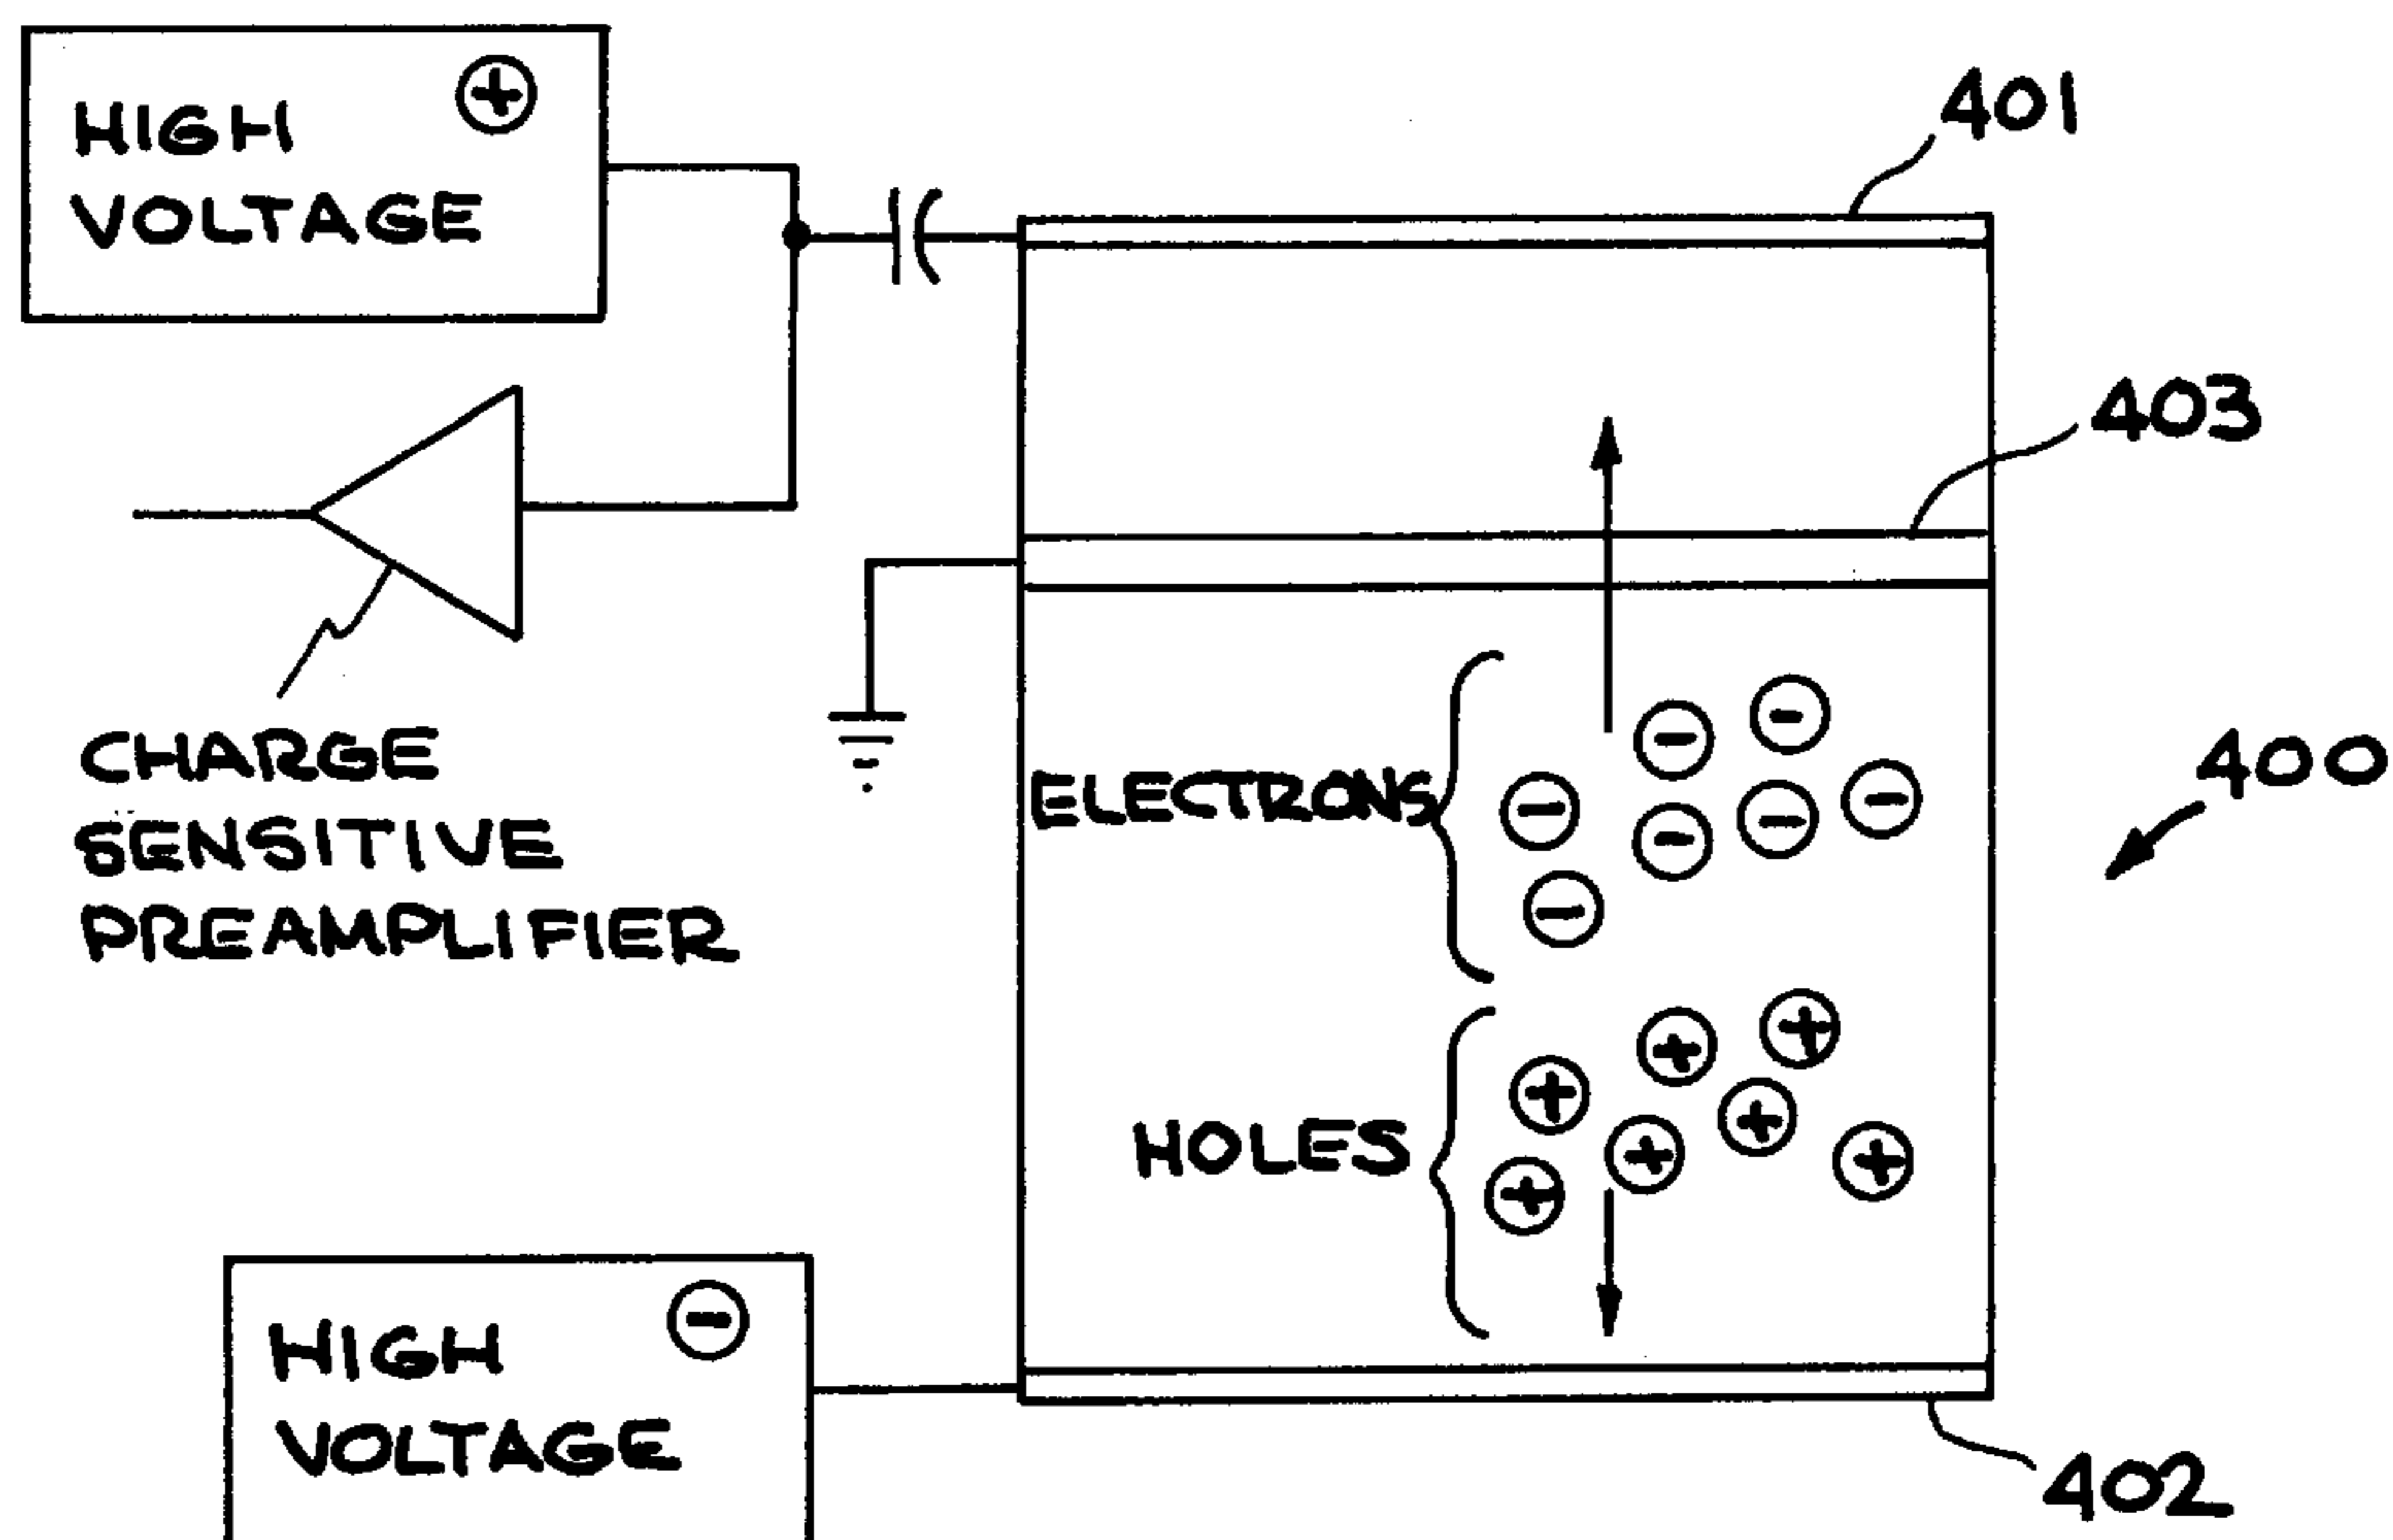 HIGH
VOLTAGE
+
401
403
CHARGE
SENSITIVE
PREAMPLIFIER
ELECTRONS
400
HOLES
HIGH
VOLTAGE
402